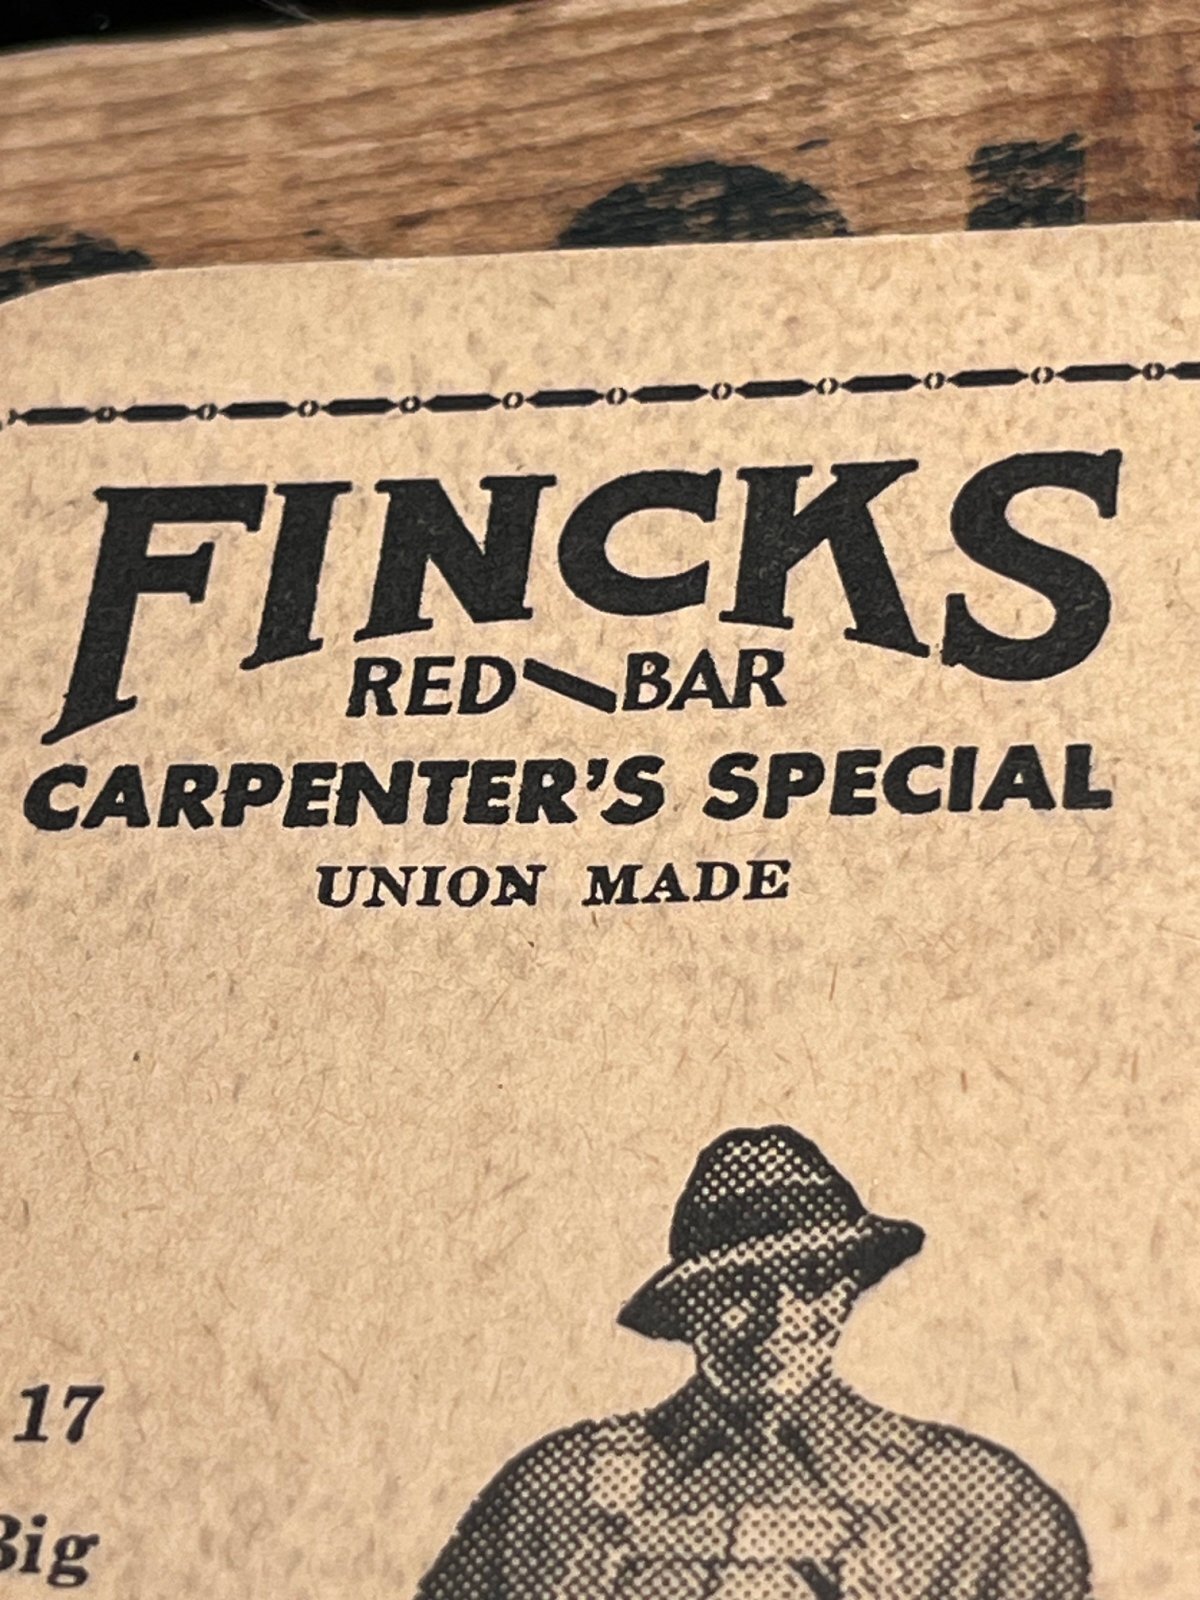 FINCKS
RED BAR
CARPENTER'S SPECIAL
UNION MADE
17
Big